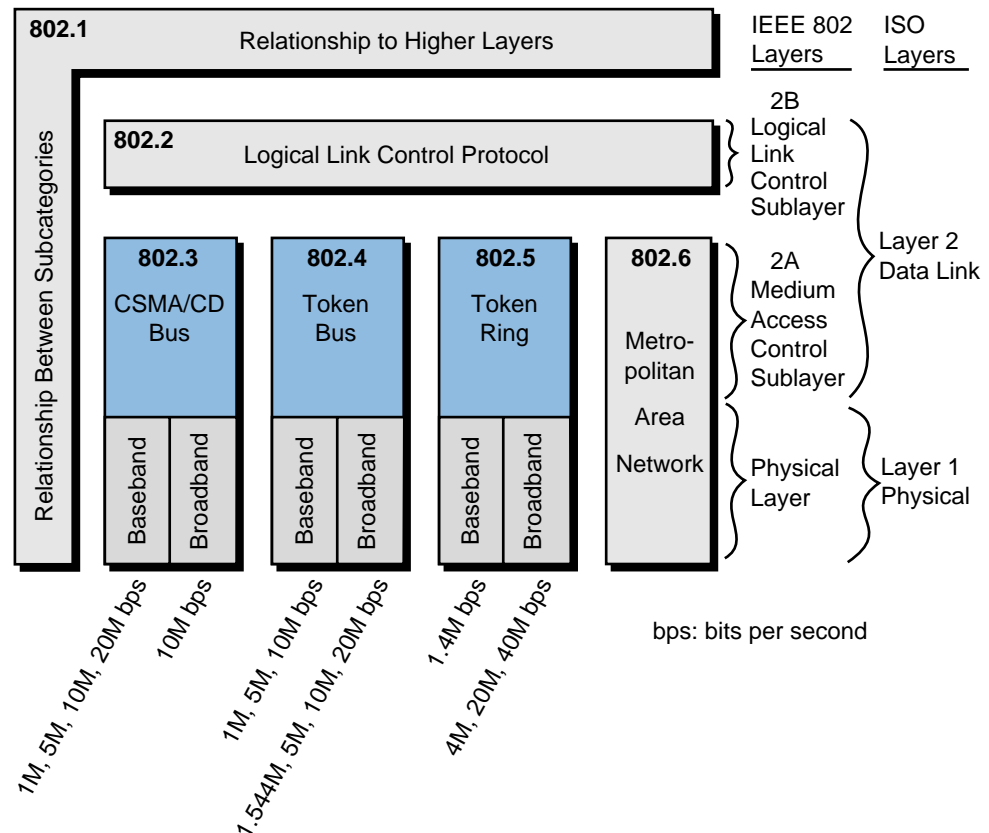 802.1
Relationship to Higher Layers
IEEE 802
Layers
ISO
Layers
Relationship Between Subcategories
802.2
Logical Link Control Protocol
2B
Logical
Link
Control
Sublayer
802.3
CSMA/CD
Bus
Baseband
Broadband
802.4
Token
Bus
Baseband
Broadband
802.5
Token
Ring
Baseband
Broadband
802.6
Metro-
politan
Area
Network
2A
Medium
Access
Control
Sublayer
Layer 2
Data Link
Physical
Layer
Layer 1
Physical
1M, 5M, 10M, 20M bps
10M bps
1M, 5M, 10M bps
1.544M, 5M, 10M, 20M bps
1.4M bps
4M, 20M, 40M bps
bps: bits per second